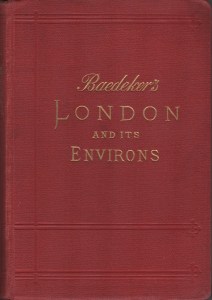 Baedeker's
LONDON
AND ITS
ENVIRONS